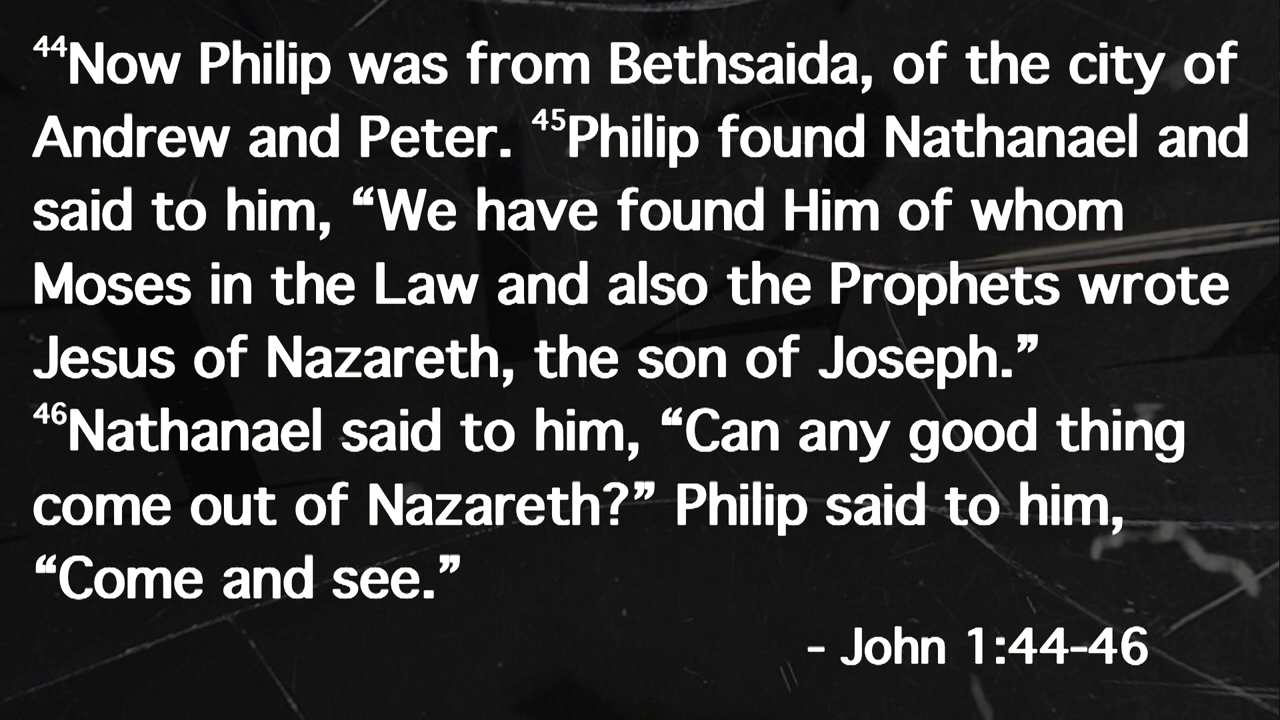 44Now Philip was from Bethsaida, of the city of
Andrew and Peter. 45Philip found Nathanael and
said to him, “We have found Him of whom
Moses in the Law and also the Prophets wrote
Jesus of Nazareth, the son of Joseph.”
46Nathanael said to him, “Can any good thing
come out of Nazareth?” Philip said to him,
“Come and see.”
- John 1:44-46